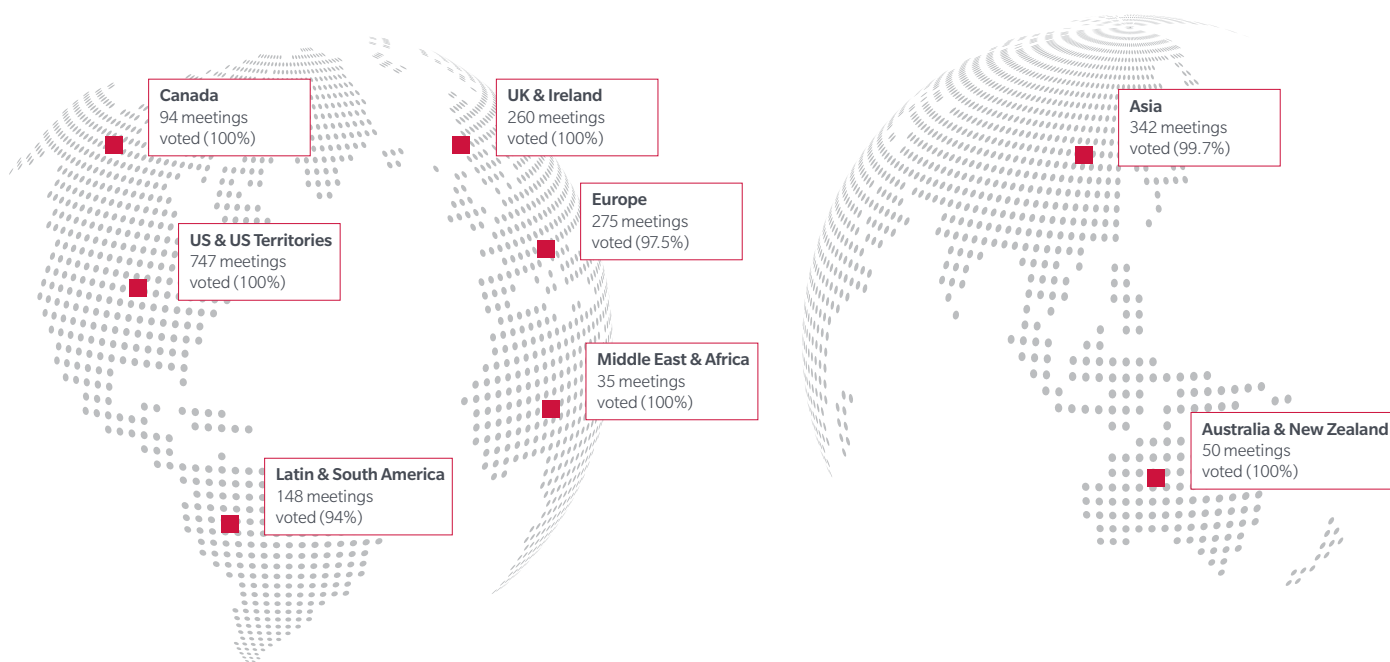 Canada
94 meetings
voted (100%)
UK & Ireland
260 meetings
voted (100%)
Asia
342 meetings
voted (99.7%)
Europe
275 meetings
voted (97.5%)
US & US Territories
747 meetings
voted (100%)
Middle East & Africa
35 meetings
voted (100%)
Australia & New Zealand
50 meetings
voted (100%)
Latin & South America
148 meetings
voted (94%)